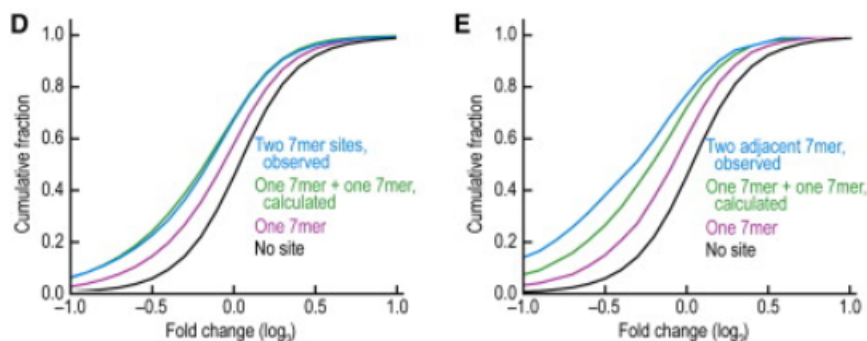 D
1.0
0.8
0.6
0.4
0.2
0.0
Cumulative fraction
Two 7mer sites,
observed
One 7mer + one 7mer,
calculated
One 7mer
No site
–1.0
–0.5
0.0
0.5
1.0
Fold change (log2)
E
1.0
0.8
0.6
0.4
0.2
0.0
Cumulative fraction
Two adjacent 7mer,
observed
One 7mer + one 7mer,
calculated
One 7mer
No site
–1.0
–0.5
0.0
0.5
1.0
Fold change (log2)